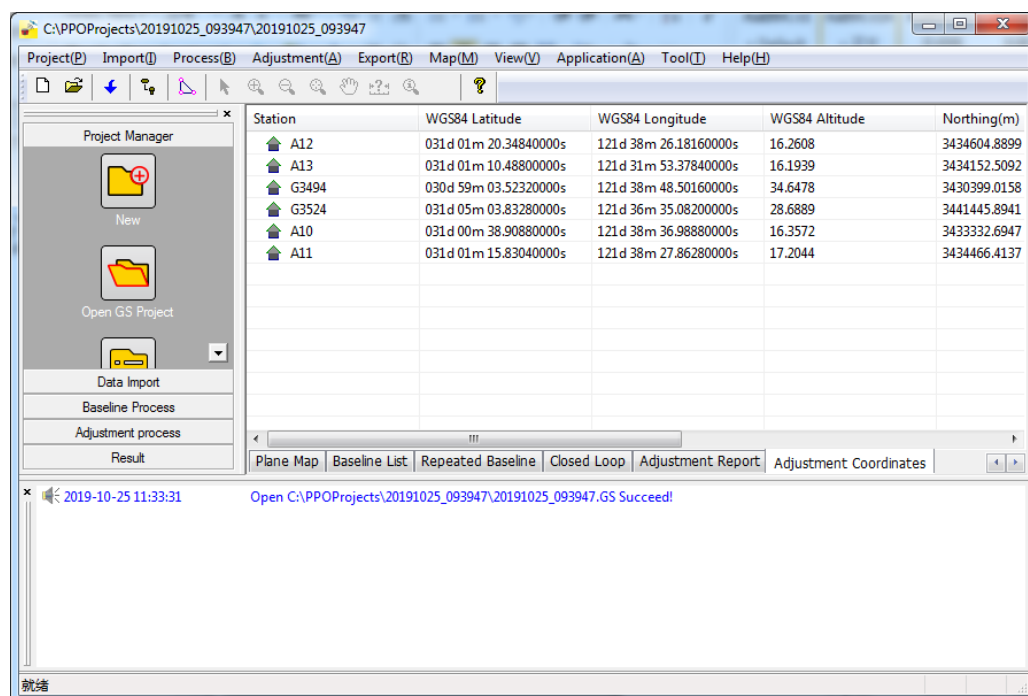 C:\PPOProjects\20191025_093947\20191025_093947
Project(P) Import(I) Process(B) Adjustment(A) Export(R) Map(M) View(V) Application(A) Tool(T) Help(H)
Project Manager
New
Open GS Project
Data Import
Baseline Process
Adjustment process
Result
Station WGS84 Latitude WGS84 Longitude WGS84 Altitude Northing(m)
A12 031d 01m 20.34840000s 121d 38m 26.18160000s 16.2608 3434604.8899
A13 031d 01m 10.48800000s 121d 31m 53.37840000s 16.1939 3434152.5092
G3494 030d 59m 03.52320000s 121d 38m 48.50160000s 34.6478 3430399.0158
G3524 031d 05m 03.83280000s 121d 36m 35.08200000s 28.6889 3441445.8941
A10 031d 00m 38.90880000s 121d 38m 36.98880000s 16.3572 3433332.6947
A11 031d 01m 15.83040000s 121d 38m 27.86280000s 17.2044 3434466.4137
Plane Map Baseline List Repeated Baseline Closed Loop Adjustment Report Adjustment Coordinates
2019-10-25 11:33:31 Open C:\PPOProjects\20191025_093947\20191025_093947.GS Succeed!
就绪